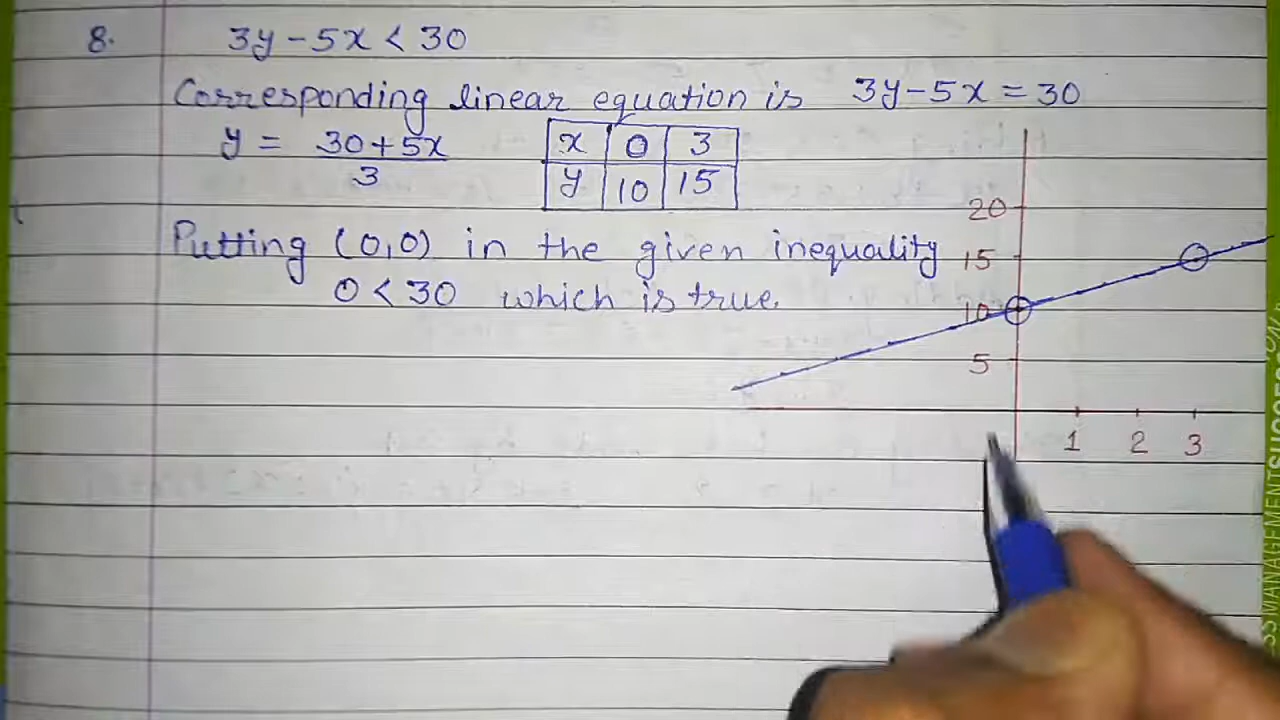 8. 3y - 5x < 30
Corresponding linear equation is 3y - 5x = 30
y = 30 + 5x / 3
x 0 3
y 10 15
Putting (0,0) in the given inequality
0 < 30 which is true.
20
15
10
5
1 2 3